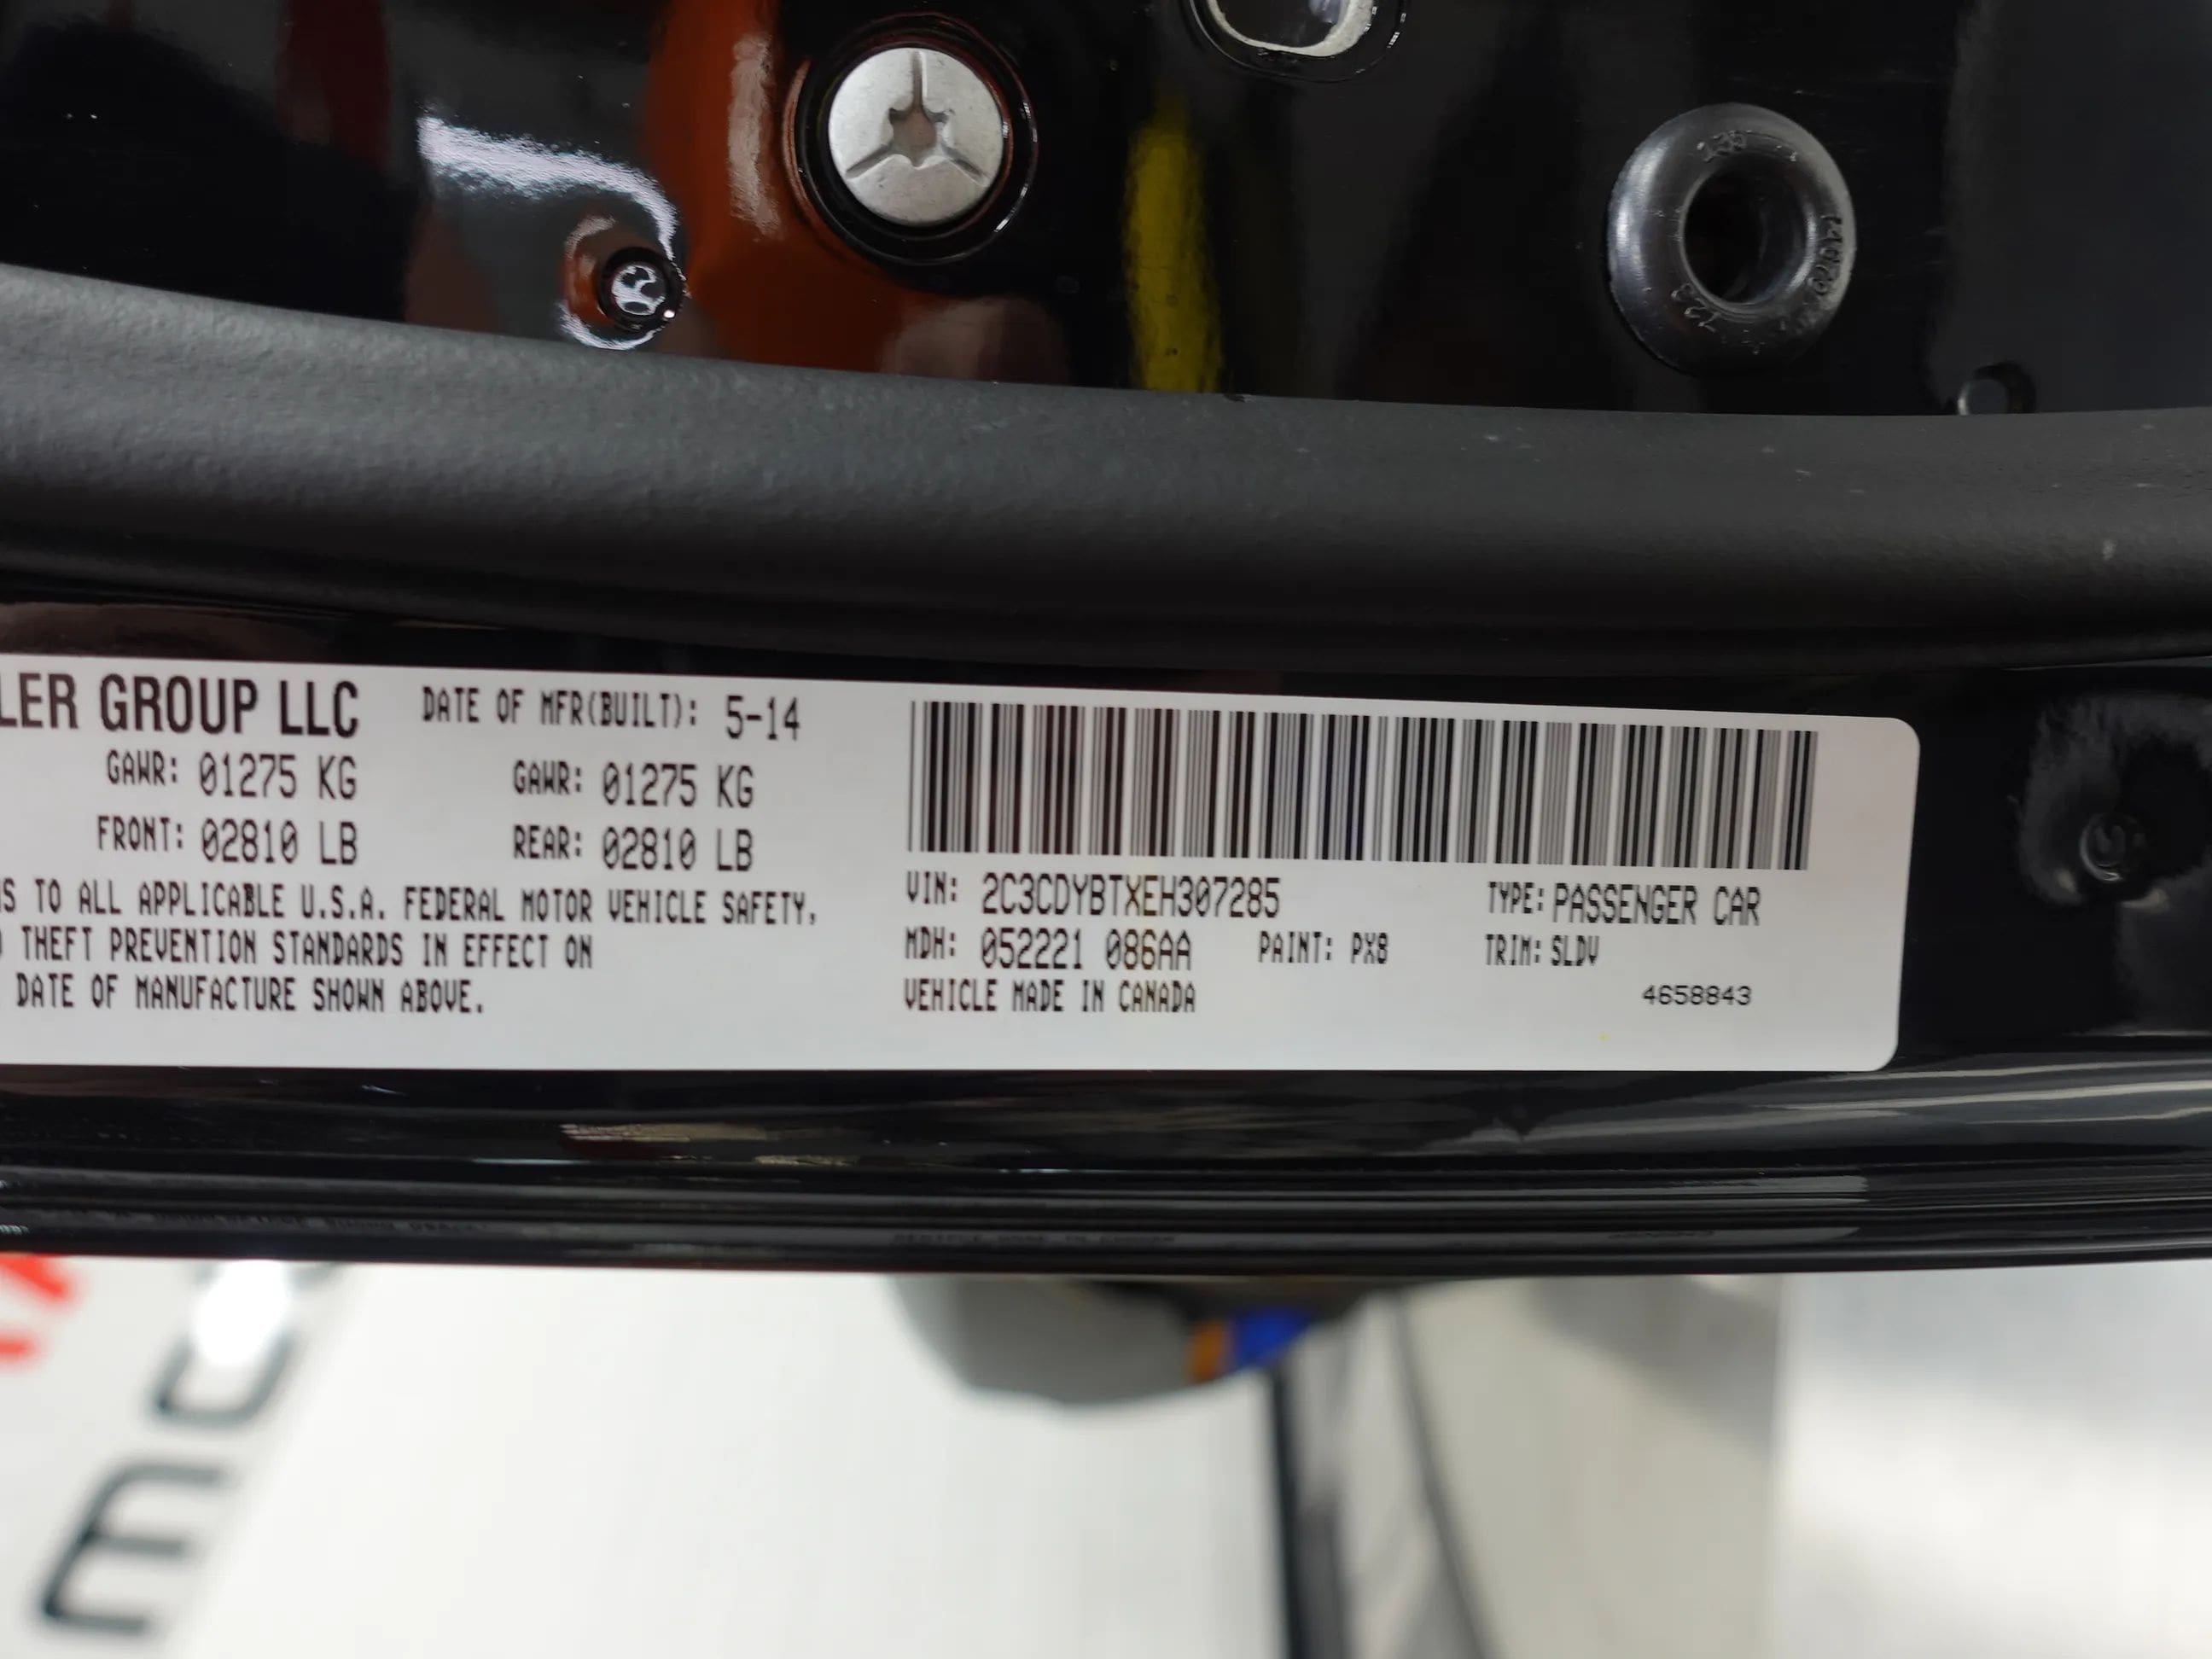 LER GROUP LLC DATE OF MFR(BUILT): 5-14
GAWR: 01275 KG GAWR: 01275 KG
FRONT: 02810 LB REAR: 02810 LB
S TO ALL APPLICABLE U.S.A. FEDERAL MOTOR VEHICLE SAFETY,
THEFT PREVENTION STANDARDS IN EFFECT ON
DATE OF MANUFACTURE SHOWN ABOVE.
VIN: 2C3CDYBTXEH307285 TYPE: PASSENGER CAR
MDH: 052221 086AA PAINT: PX8 TRIM: SLDV
VEHICLE MADE IN CANADA 4658843